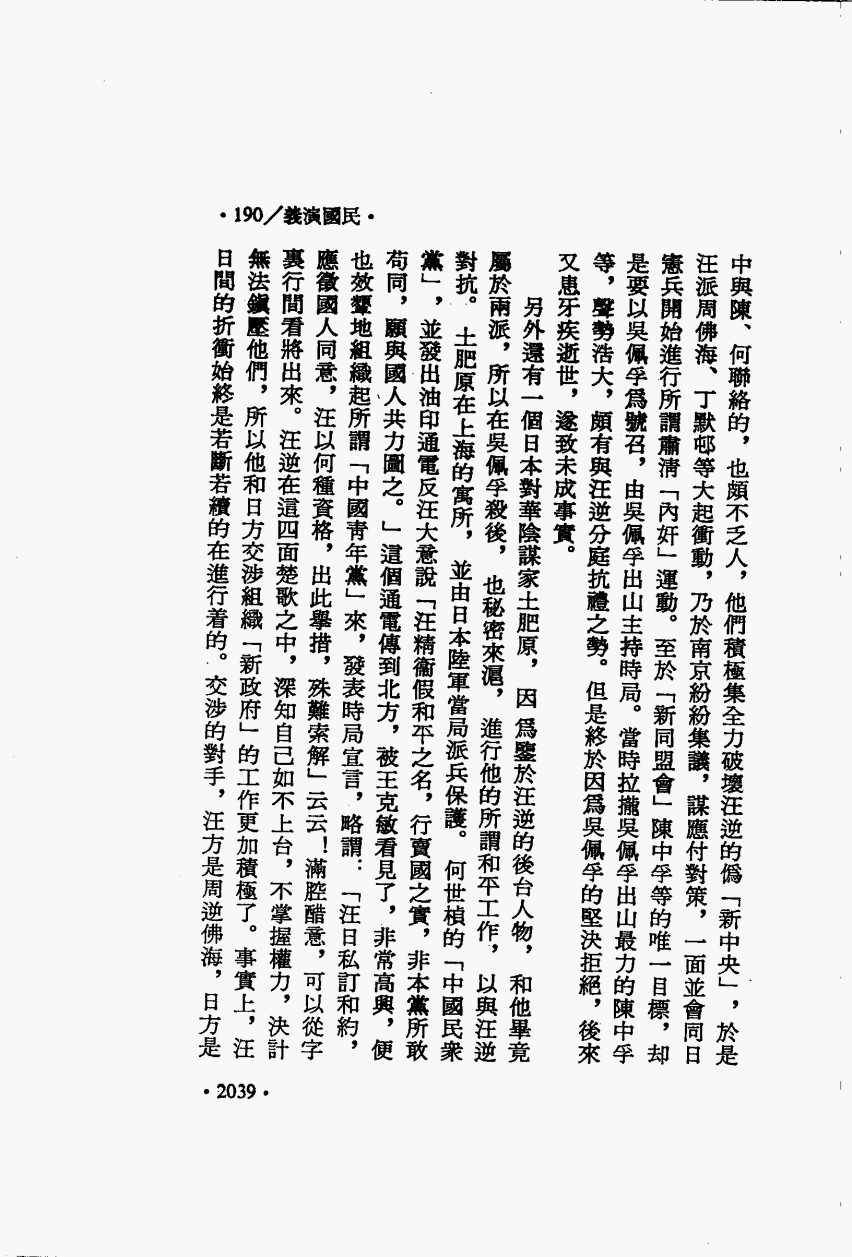 •190／義演國民•
中與陳、何聯絡的，也頗不乏人，他們積極集全力破壞汪逆的僞「新中央」，於是
汪派周佛海、丁默邨等大起衝動，乃於南京紛紛集議，謀應付對策，一面並會同日
憲兵開始進行所謂肅清「內奸」運動。至於「新同盟會」陳中孚等的唯一目標，却
是要以吳佩孚爲號召，由吳佩孚出山主持時局。當時拉攏吳佩孚出山最力的陳中孚
等，聲勢浩大，頗有與汪逆分庭抗禮之勢。但是終於因爲吳佩孚的堅決拒絕，後來
又患牙疾逝世，遂致未成事實。
另外還有一個日本對華陰謀家土肥原，因爲鑒於汪逆的後台人物，和他畢竟
屬於兩派，所以在吳佩孚殺後，也秘密來滬，進行他的所謂和平工作，以與汪逆
對抗。土肥原在上海的寓所，並由日本陸軍當局派兵保護。何世楨的「中國民衆
黨」，並發出油印通電反汪大意說「汪精衞假和平之名，行賣國之實，非本黨所敢
苟同，願與國人共力圖之。」這個通電傳到北方，被王克敏看見了，非常高興，便
也效顰地組織起所謂「中國青年黨」來，發表時局宣言，略謂：「汪日私訂和約，
應徵國人同意，汪以何種資格，出此舉措，殊難索解」云云！滿腔醋意，可以從字
裏行間看將出來。汪逆在這四面楚歌之中，深知自己如不上台，不掌握權力，決計
無法鎭壓他們，所以他和日方交涉組織「新政府」的工作更加積極了。事實上，汪
日間的折衝始終是若斷若續的在進行着的。交涉的對手，汪方是周逆佛海，日方是
•2039•